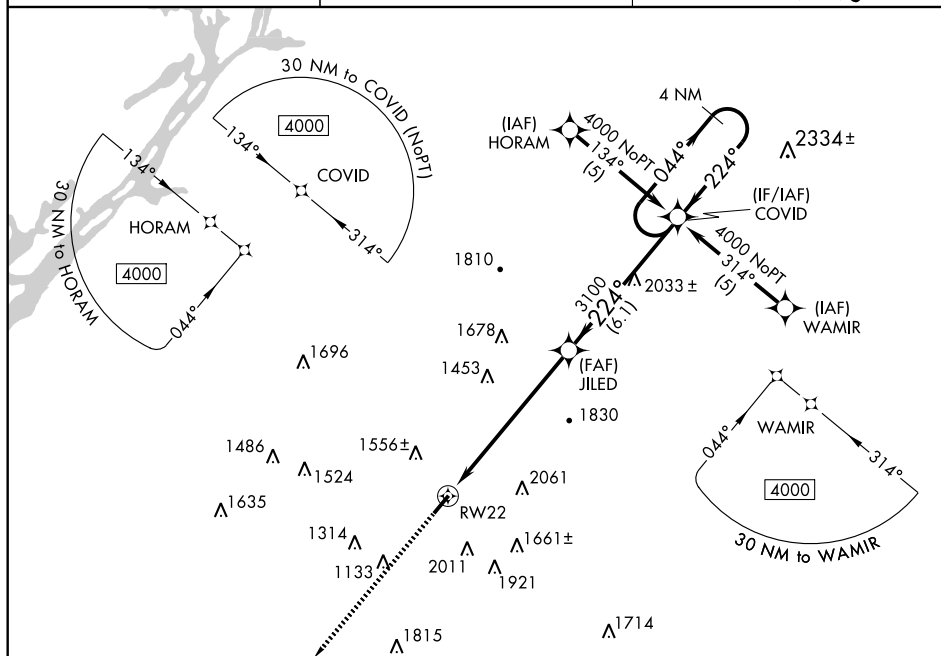 30 NM to COVID (NoPT)
4000
134°
COVID
314°
134°
30 NM to HORAM
HORAM
4000
044°
4 NM
(IAF)
HORAM
4000 NoPT
134°
(5)
044°
224°
2334±
(IF/IAF)
COVID
4000 NoPT
314°
(5)
(IAF)
WAMIR
1810
2033±
3100
224°
(6.1)
1678
1696
1453
(FAF)
JILED
1830
WAMIR
044°
314°
4000
30 NM to WAMIR
1486
1524
1556±
1635
2061
RW22
1314
1133
2011
1661±
1921
1815
1714